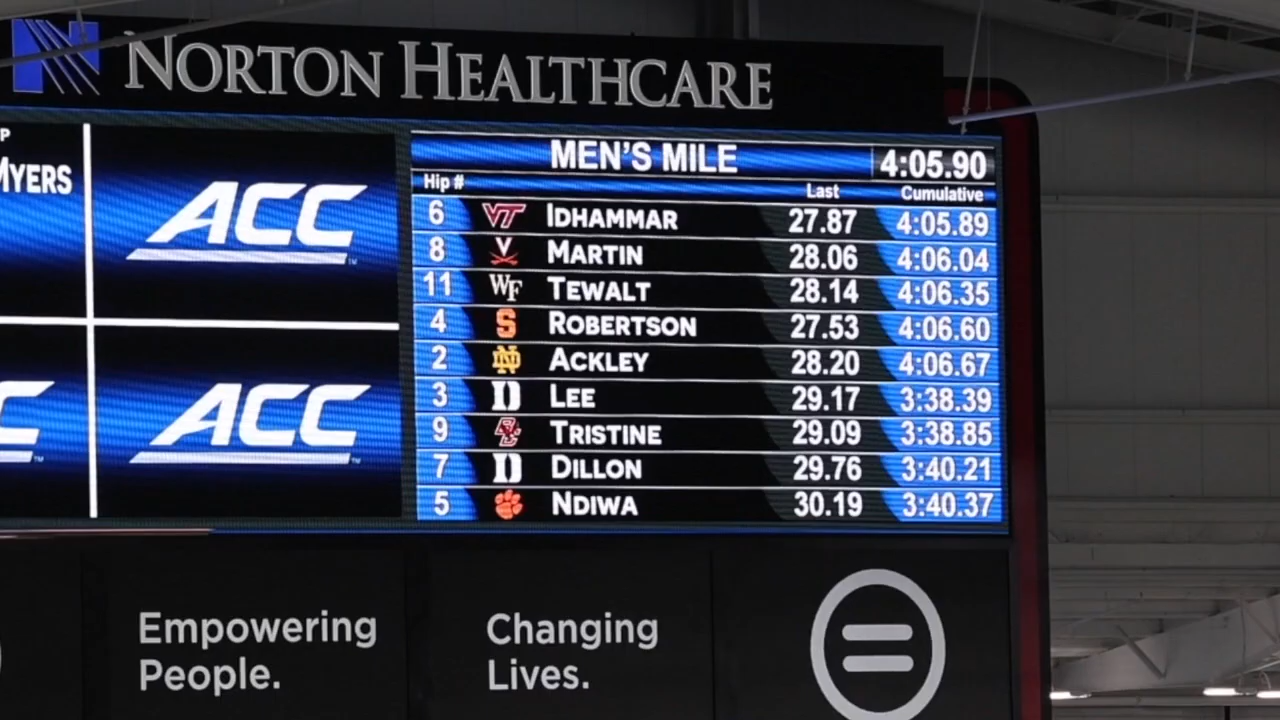 NORTON HEALTHCARE
P
MYERS
ACC
MEN'S MILE 4:05.90
Hip # Last Cumulative
6 VT IDHAMMAR 27.87 4:05.89
8 V MARTIN 28.06 4:06.04
11 WF TEWALT 28.14 4:06.35
4 S ROBERTSON 27.53 4:06.60
2 ND ACKLEY 28.20 4:06.67
3 D LEE 29.17 3:38.39
9 BC TRISTINE 29.09 3:38.85
7 D DILLON 29.76 3:40.21
5 NDIWA 30.19 3:40.37
C ACC
Empowering
People.
Changing
Lives.